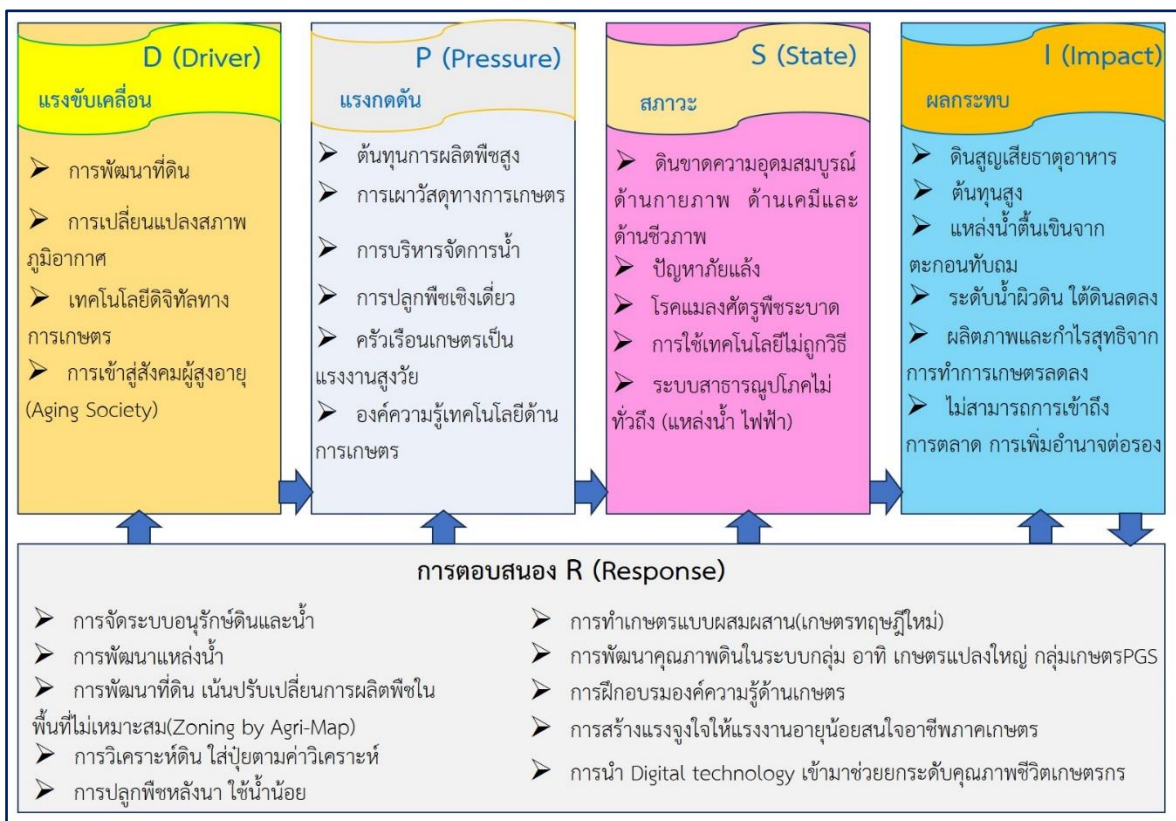 D (Driver)
แรงขับเคลื่อน
➢ การพัฒนาที่ดิน
➢ การเปลี่ยนแปลงสภาพ
ภูมิอากาศ
➢ เทคโนโลยีดิจิทัลทาง
การเกษตร
➢ การเข้าสู่สังคมผู้สูงอายุ
(Aging Society)
P (Pressure)
แรงกดดัน
➢ ต้นทุนการผลิตพืชสูง
➢ การเผาวัสดุทางการเกษตร
➢ การบริหารจัดการน้ำ
➢ การปลูกพืชเชิงเดี่ยว
➢ ครัวเรือนเกษตรเป็น
แรงงานสูงวัย
➢ องค์ความรู้เทคโนโลยีด้าน
การเกษตร
S (State)
สภาวะ
➢ ดินขาดความอุดมสมบูรณ์
ด้านกายภาพ ด้านเคมีและ
ด้านชีวภาพ
➢ ปัญหาภัยแล้ง
➢ โรคแมลงศัตรูพืชระบาด
➢ การใช้เทคโนโลยีไม่ถูกวิธี
➢ ระบบสาธารณูปโภคไม่
ทั่วถึง (แหล่งน้ำ ไฟฟ้า)
I (Impact)
ผลกระทบ
➢ ดินสูญเสียธาตุอาหาร
➢ ต้นทุนสูง
➢ แหล่งน้ำตื้นเขินจาก
ตะกอนทับถม
➢ ระดับน้ำผิวดิน ใต้ดินลดลง
➢ ผลิตภาพและกำไรสุทธิจาก
การทำการเกษตรลดลง
➢ ไม่สามารถการเข้าถึง
การตลาด การเพิ่มอำนาจต่อรอง
การตอบสนอง R (Response)
➢ การจัดระบบอนุรักษ์ดินและน้ำ
➢ การพัฒนาแหล่งน้ำ
➢ การพัฒนาที่ดิน เน้นปรับเปลี่ยนการผลิตพืชใน
พื้นที่ไม่เหมาะสม(Zoning by Agri-Map)
➢ การวิเคราะห์ดิน ใส่ปุ๋ยตามค่าวิเคราะห์
➢ การปลูกพืชหลังนา ใช้น้ำน้อย
➢ การทำเกษตรแบบผสมผสาน(เกษตรทฤษฎีใหม่)
➢ การพัฒนาคุณภาพดินในระบบกลุ่ม อาทิ เกษตรแปลงใหญ่ กลุ่มเกษตรPGS
➢ การฝึกอบรมองค์ความรู้ด้านเกษตร
➢ การสร้างแรงจูงใจให้แรงงานอายุน้อยสนใจอาชีพภาคเกษตร
➢ การนำ Digital technology เข้ามาช่วยยกระดับคุณภาพชีวิตเกษตรกร